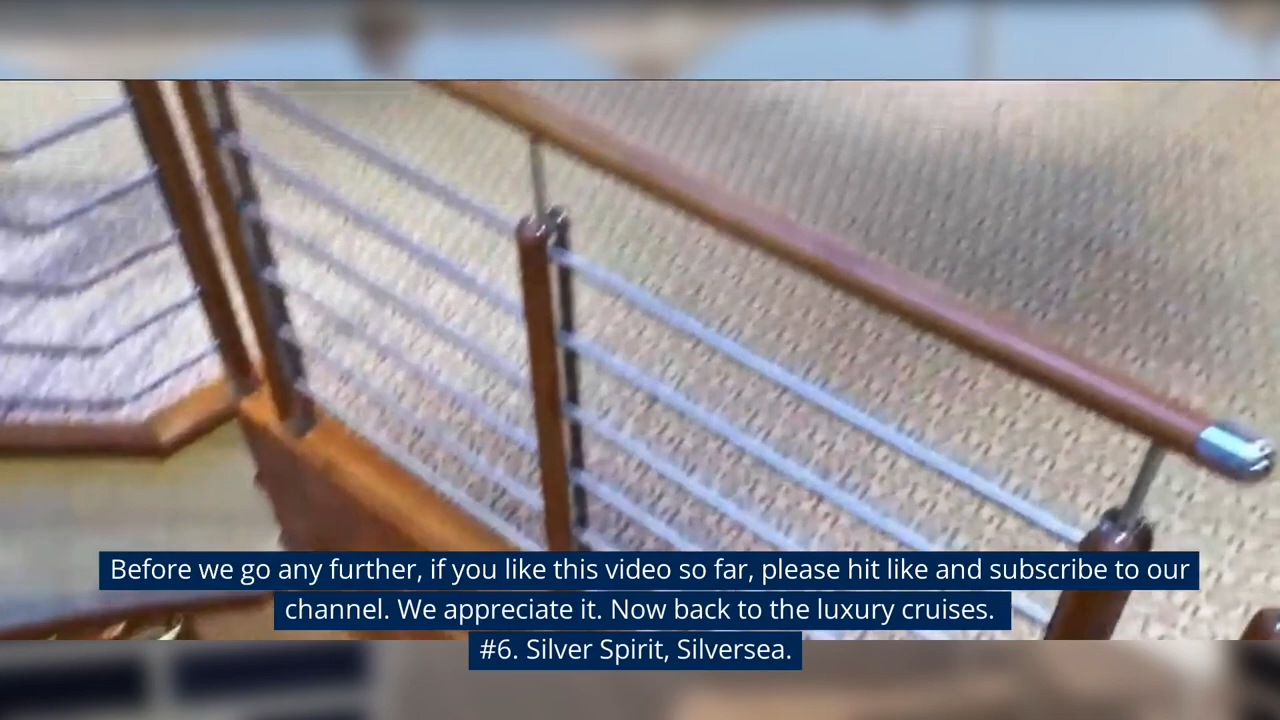 Before we go any further, if you like this video so far, please hit like and subscribe to our
channel. We appreciate it. Now back to the luxury cruises.
#6. Silver Spirit, Silversea.